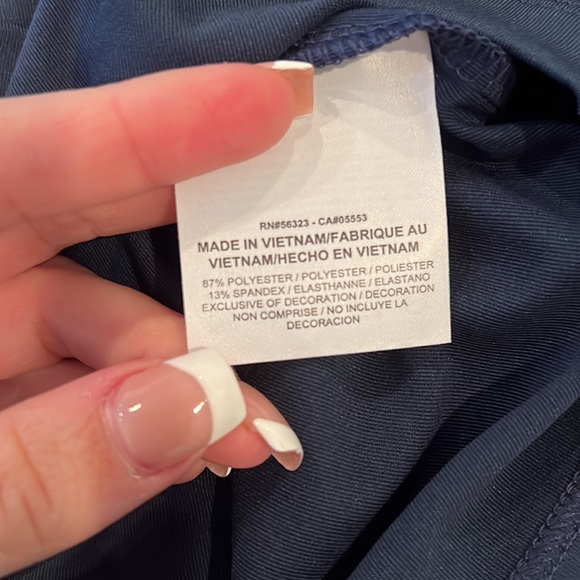 RN#56323 - CA#05553
MADE IN VIETNAM/FABRIQUE AU
VIETNAM/HECHO EN VIETNAM
87% POLYESTER / POLYESTER / POLIESTER
13% SPANDEX / ELASTHANNE / ELASTANO
EXCLUSIVE OF DECORATION / DECORATION
NON COMPRISE / NO INCLUYE LA
DECORACION